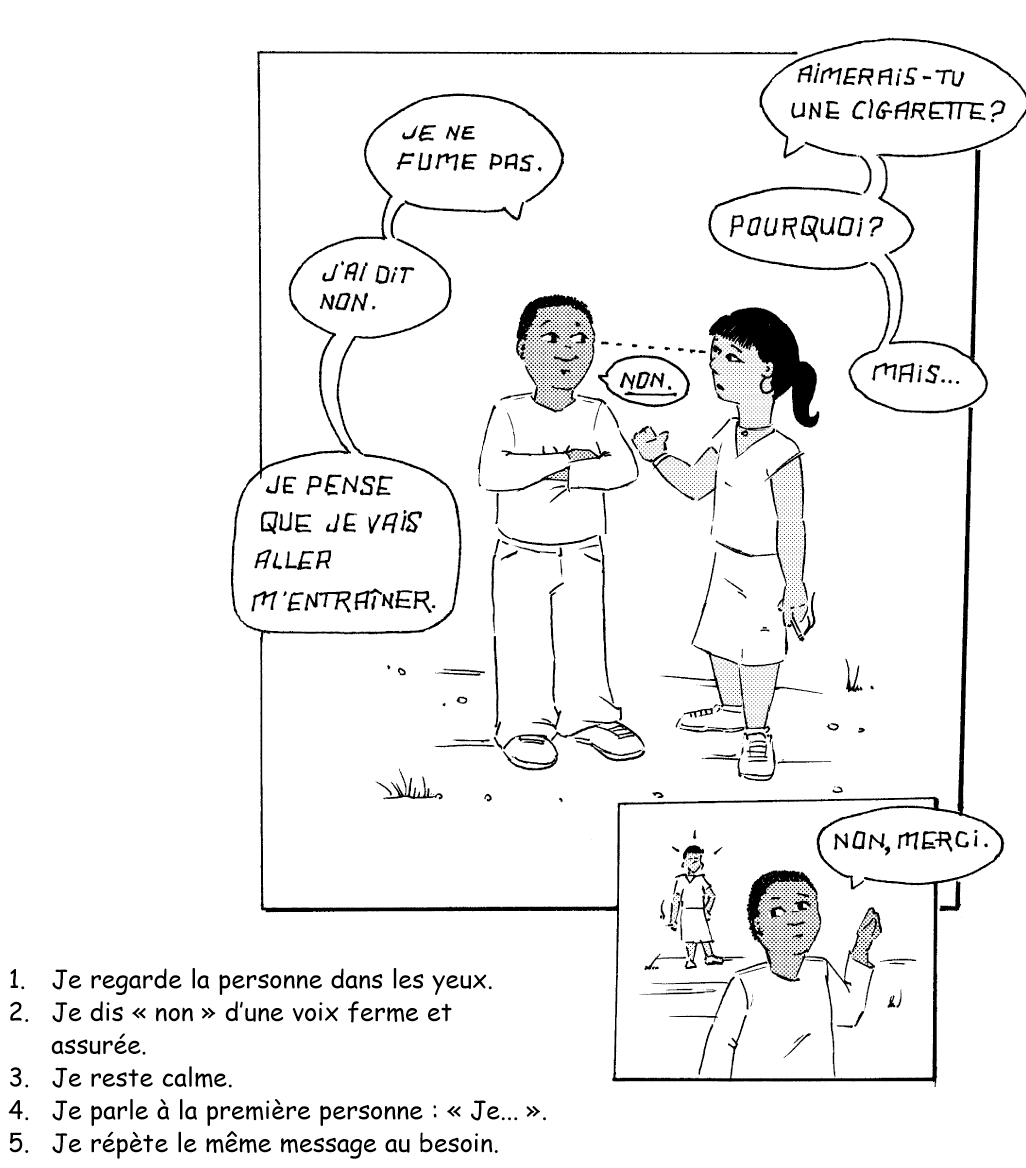 AIMERAIS-TU
UNE CIGARETTE?
JE NE
FUME PAS.
POURQUOI?
J'AI DIT
NON.
MAIS...
NON.
JE PENSE
QUE JE VAIS
ALLER
M'ENTRAÎNER.
NON, MERCI.
1. Je regarde la personne dans les yeux.
2. Je dis « non » d'une voix ferme et
assurée.
3. Je reste calme.
4. Je parle à la première personne : « Je... ».
5. Je répète le même message au besoin.